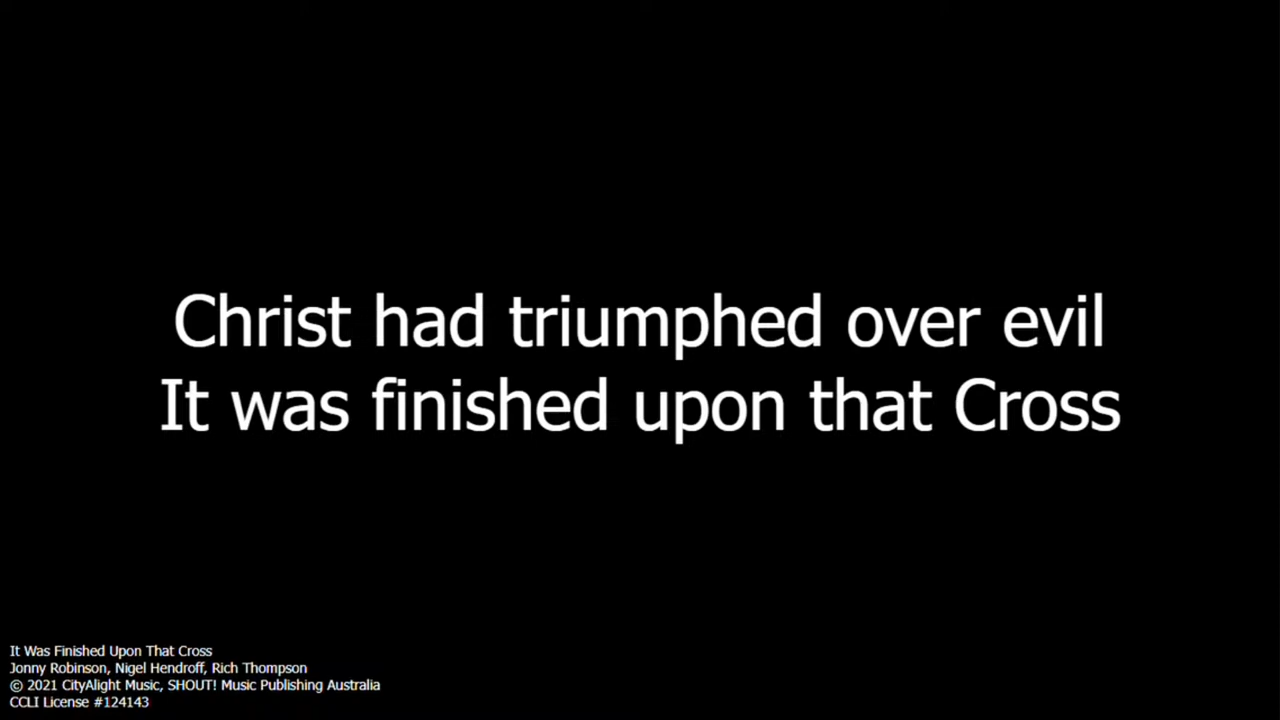 Christ had triumphed over evil
It was finished upon that Cross
It Was Finished Upon That Cross
Jonny Robinson, Nigel Hendroff, Rich Thompson
© 2021 CityAlight Music, SHOUT! Music Publishing Australia
CCLI License #124143